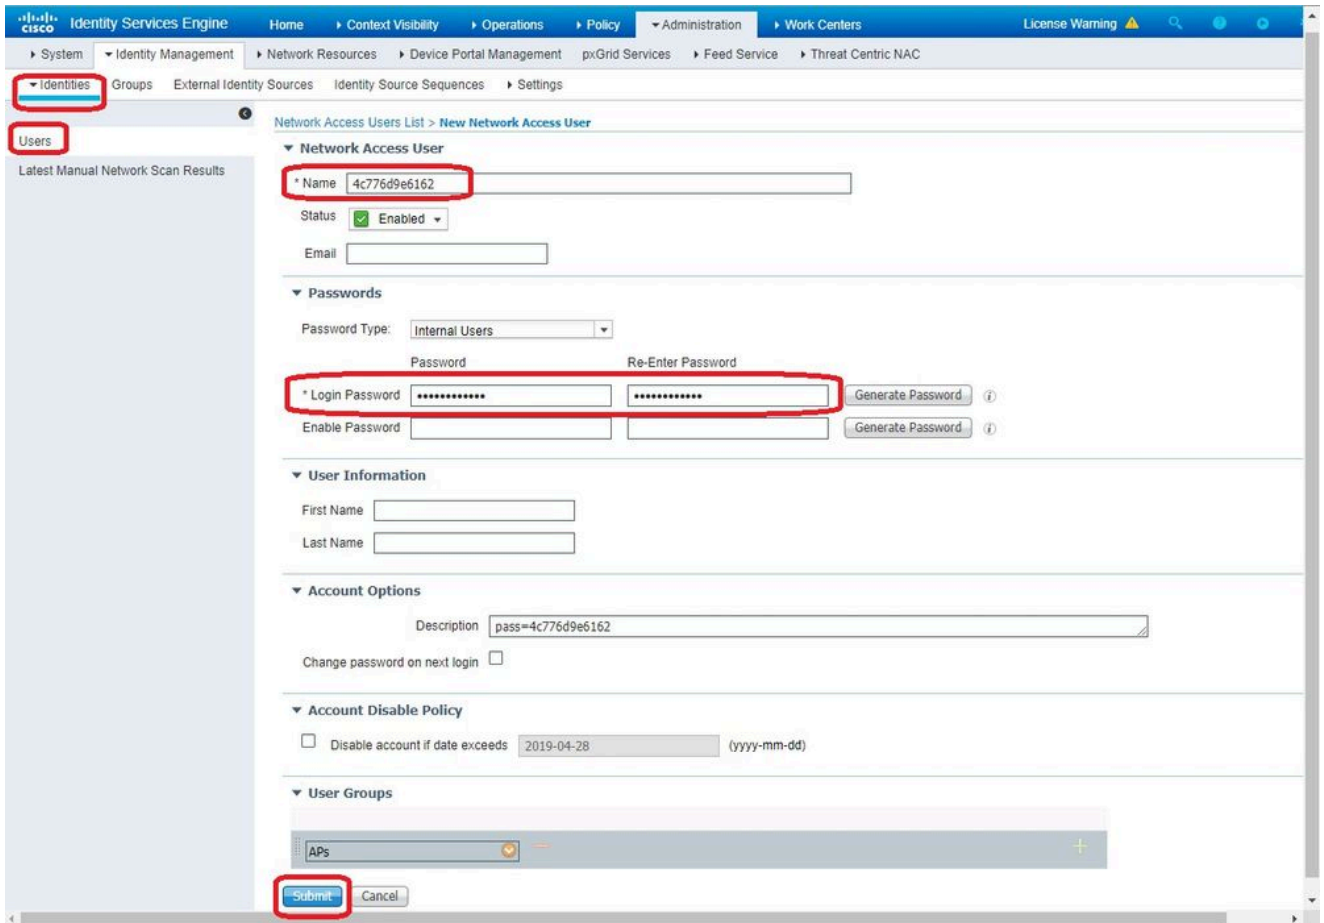 cisco Identity Services Engine Home Context Visibility Operations Policy Administration Work Centers License Warning
System Identity Management Network Resources Device Portal Management pxGrid Services Feed Service Threat Centric NAC
Identities Groups External Identity Sources Identity Source Sequences Settings
Users
Latest Manual Network Scan Results
Network Access Users List > New Network Access User
Network Access User
* Name 4c776d9e6162
Status Enabled
Email
Passwords
Password Type: Internal Users
Password Re-Enter Password
* Login Password •••••••••••• •••••••••••• Generate Password i
Enable Password Generate Password i
User Information
First Name
Last Name
Account Options
Description pass=4c776d9e6162
Change password on next login
Account Disable Policy
Disable account if date exceeds 2019-04-28 (yyyy-mm-dd)
User Groups
APs
Submit Cancel